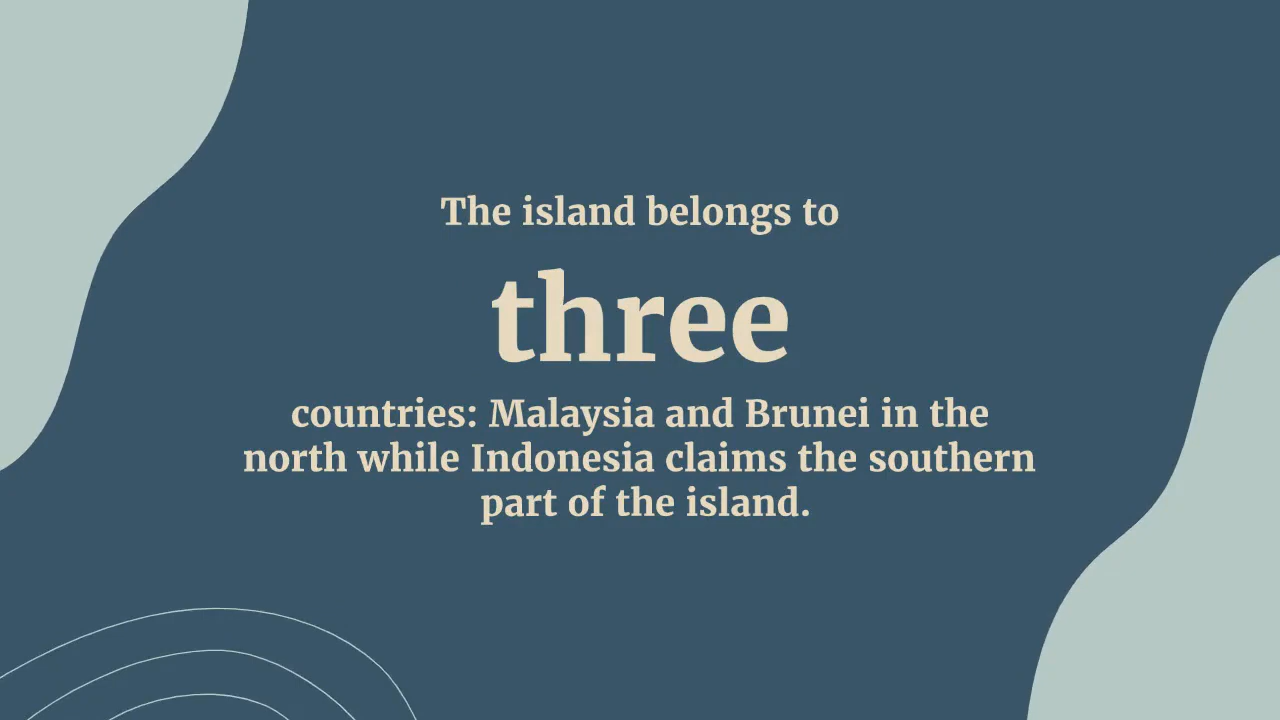 The island belongs to
three
countries: Malaysia and Brunei in the
north while Indonesia claims the southern
part of the island.